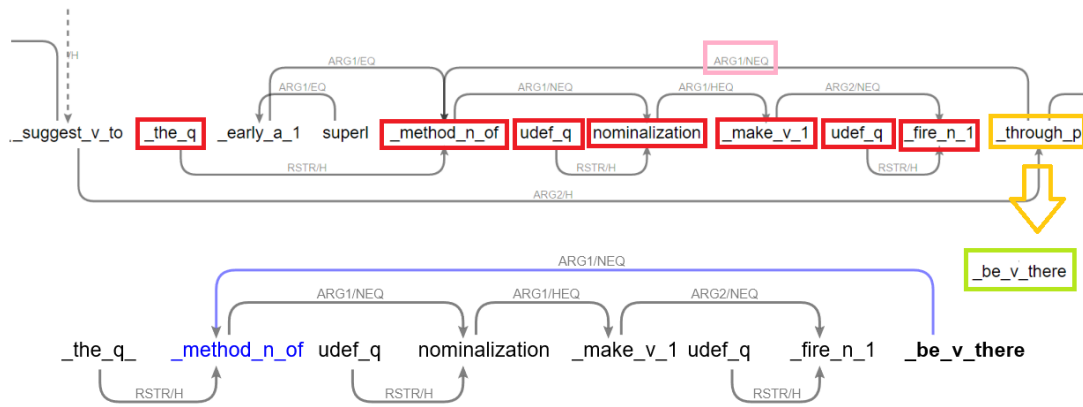 ARG1/NEQ
/H
ARG1/EQ
ARG1/EQ
ARG1/NEQ
ARG1/HEQ
ARG2/NEQ
._suggest_v_to _the_q _early_a_1 superl _method_n_of udef_q nominalization _make_v_1 udef_q _fire_n_1 _through_p
RSTR/H RSTR/H RSTR/H
ARG2/H
_be_v_there
ARG1/NEQ
ARG1/NEQ ARG1/HEQ ARG2/NEQ
_the_q_ _method_n_of udef_q nominalization _make_v_1 udef_q _fire_n_1 _be_v_there
RSTR/H RSTR/H RSTR/H